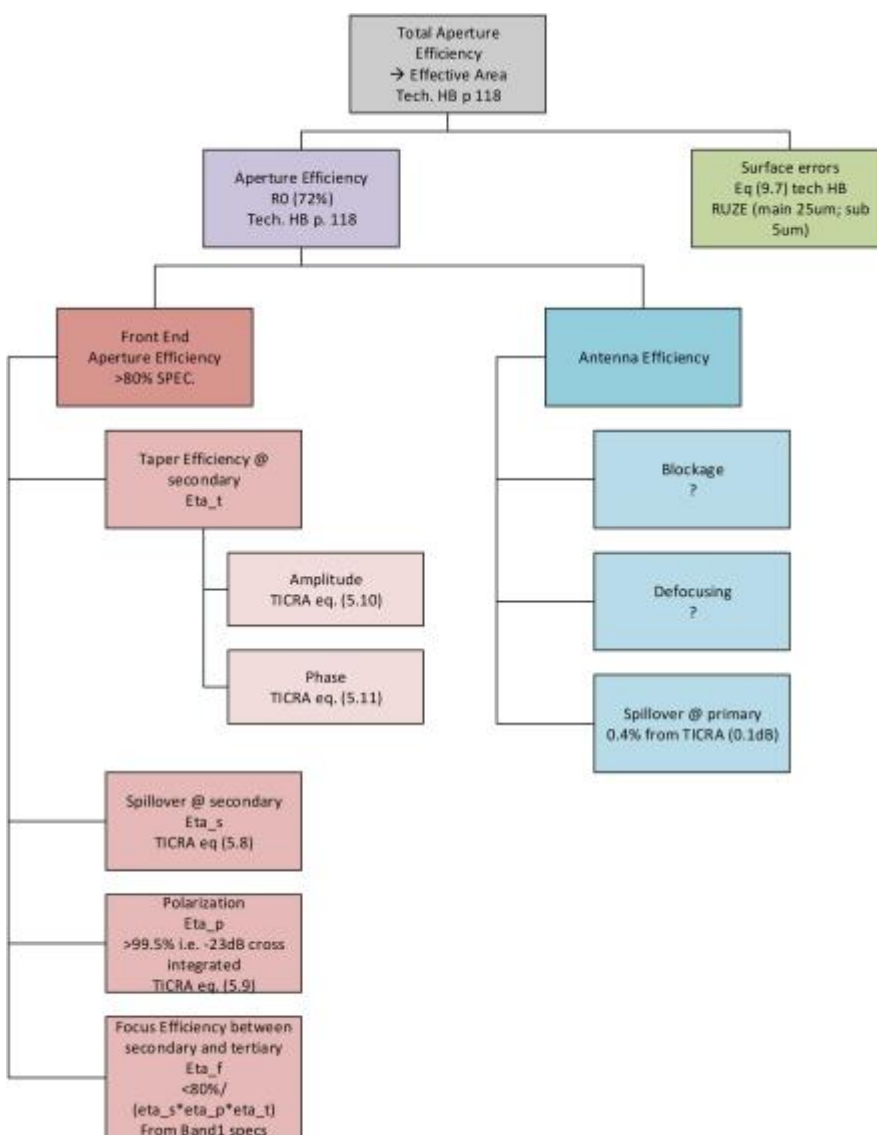 Total Aperture
Efficiency
→ Effective Area
Tech. HB p 118
Aperture Efficiency
R0 (72%)
Tech. HB p. 118
Surface errors
Eq (9.7) tech HB
RUZE (main 25um; sub
5um)
Front End
Aperture Efficiency
>80% SPEC.
Antenna Efficiency
Taper Efficiency @
secondary
Eta_t
Blockage
?
Amplitude
TICRA eq. (5.10)
Defocusing
?
Phase
TICRA eq. (5.11)
Spillover @ primary
0.4% from TICRA (0.1dB)
Spillover @ secondary
Eta_s
TICRA eq (5.8)
Polarization
Eta_p
>99.5% i.e. -23dB cross
integrated
TICRA eq. (5.9)
Focus Efficiency between
secondary and tertiary
Eta_f
<80%/
(eta_s*eta_p*eta_t)
From Band1 specs